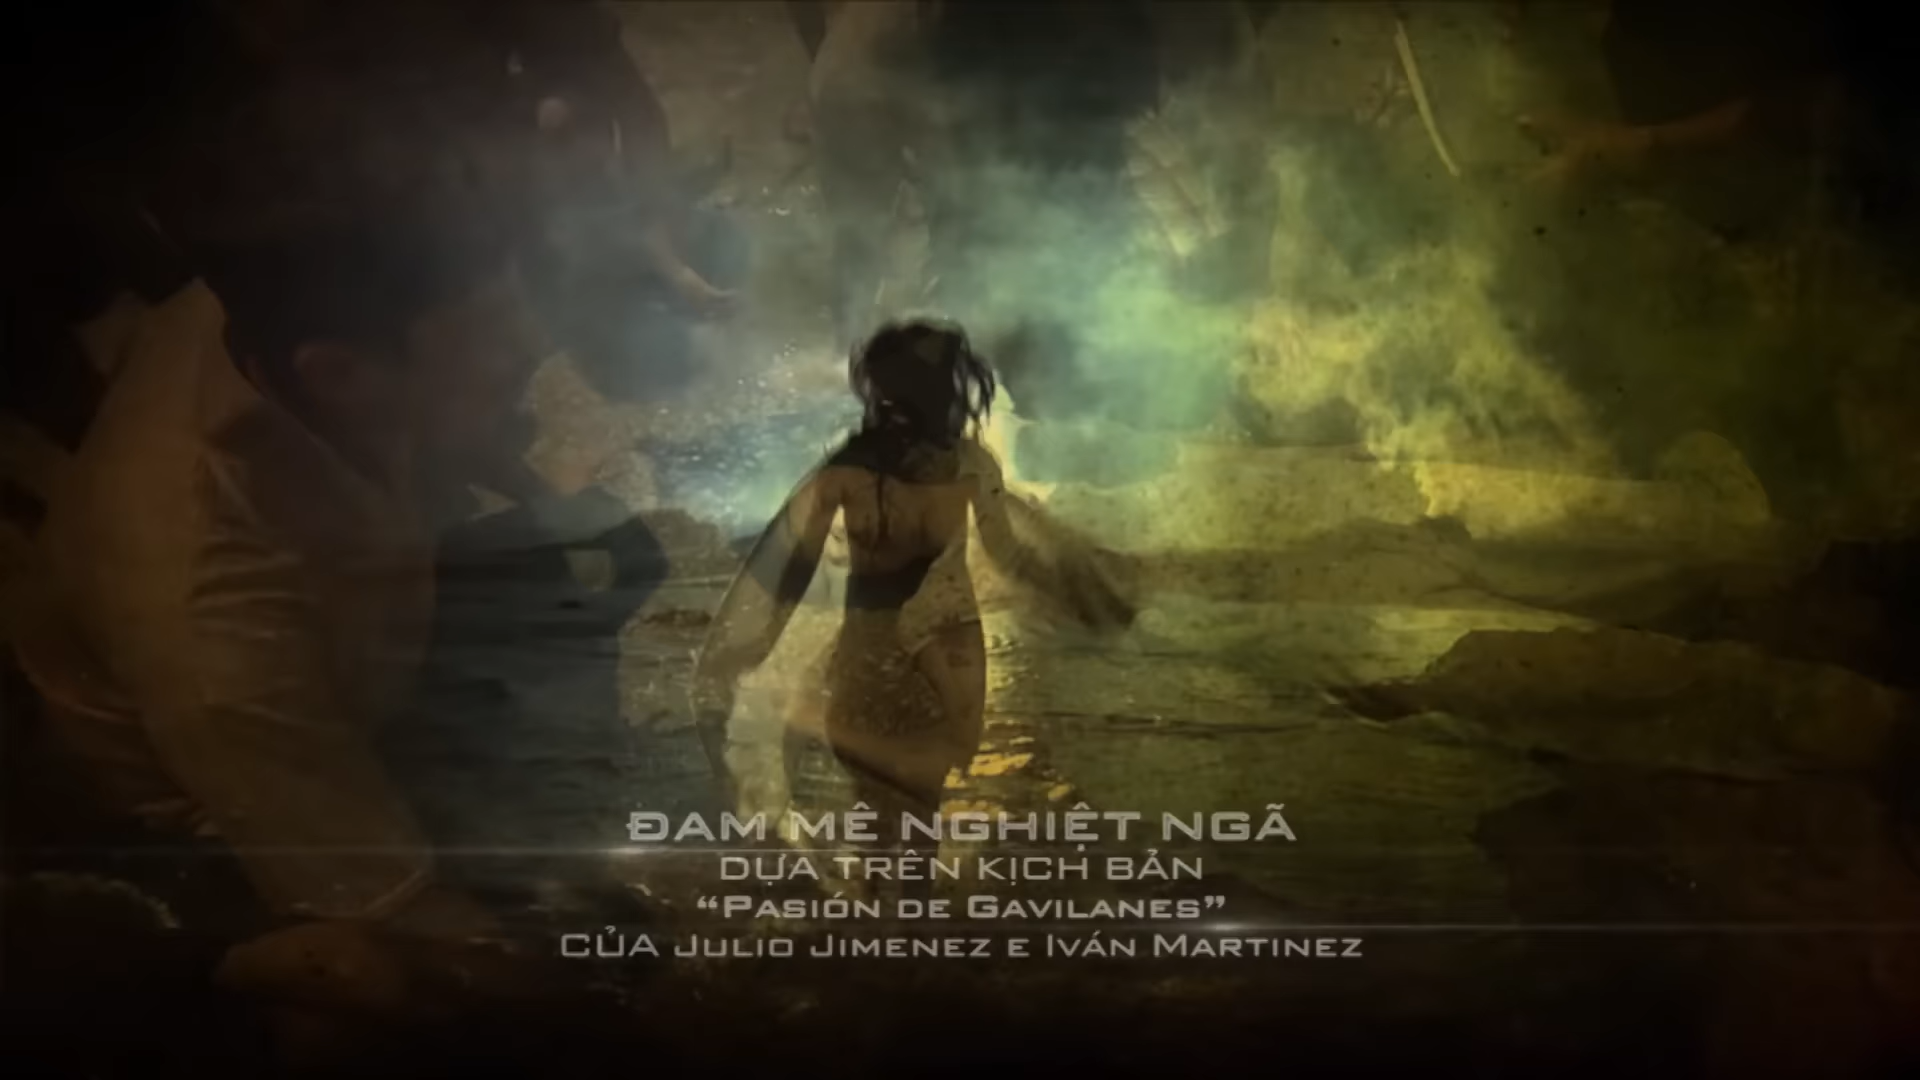 ĐAM MÊ NGHIỆT NGÃ
DỰA TRÊN KỊCH BẢN
“PASIÓN DE GAVILANES”
CỦA JULIO JIMENEZ E IVÁN MARTINEZ